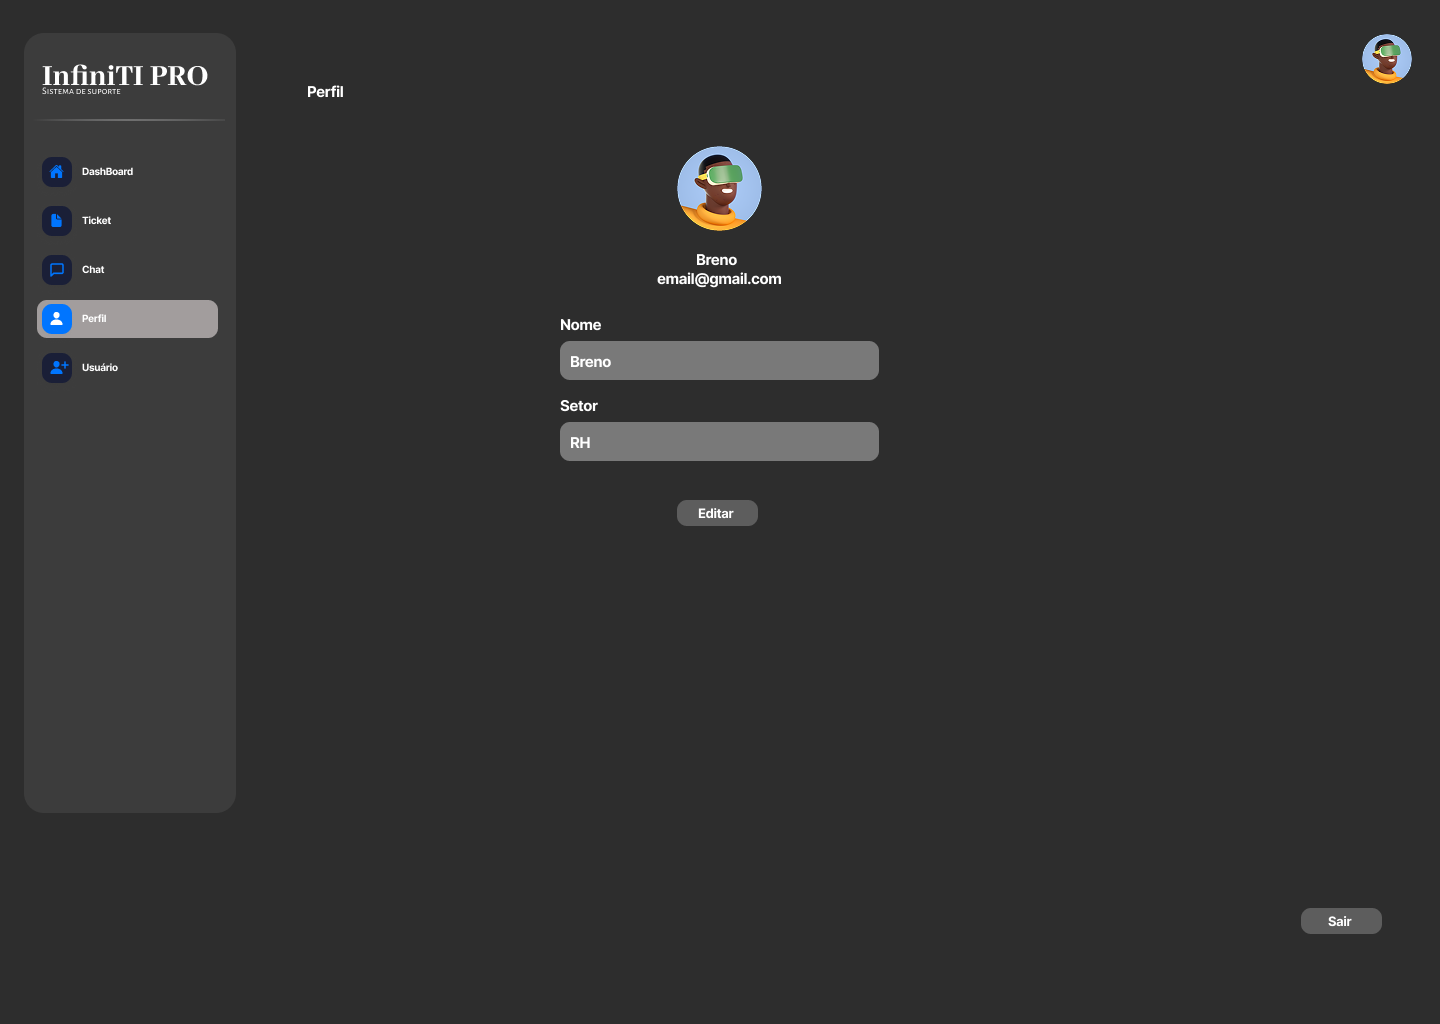 InfiniTI PRO
Sistema de suporte
Perfil
DashBoard
Ticket
Chat
Perfil
Usuário
Breno
email@gmail.com
Nome
Breno
Setor
RH
Editar
Sair